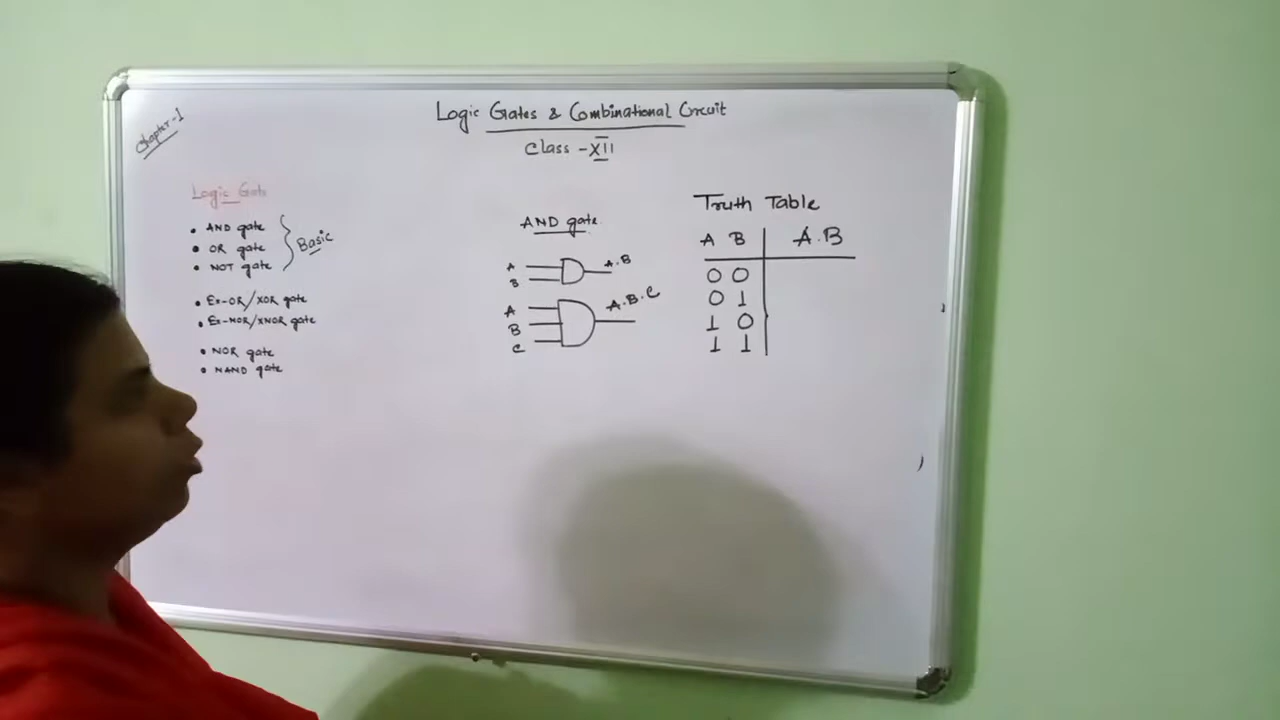 Logic Gates & Combinational Circuit
Class - XII
Chapter-1
Logic Gate
• AND gate
• OR gate
• NOT gate
Basic
• Ex-OR/XOR gate
• Ex-NOR/XNOR gate
• NOR gate
• NAND gate
AND gate
A
B
A.B
A
B
C
A.B.C
Truth Table
A B A.B
0 0
0 1
1 0
1 1